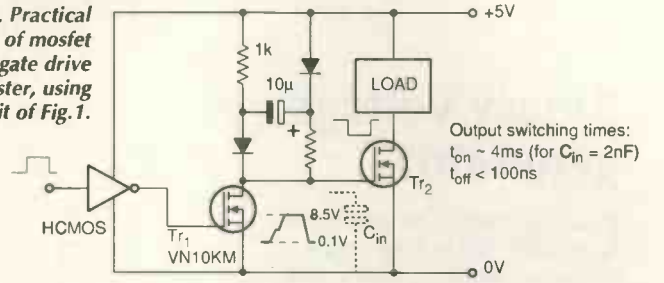 . Practical
of mosfet
gate drive
ster, using
it of Fig.1.
+5V
1k
10µ
+
LOAD
Output switching times:
t_on ~ 4ms (for C_in = 2nF)
t_off < 100ns
Tr₂
HCMOS
Tr₁
VN10KM
8.5V
0.1V
C_in
0V